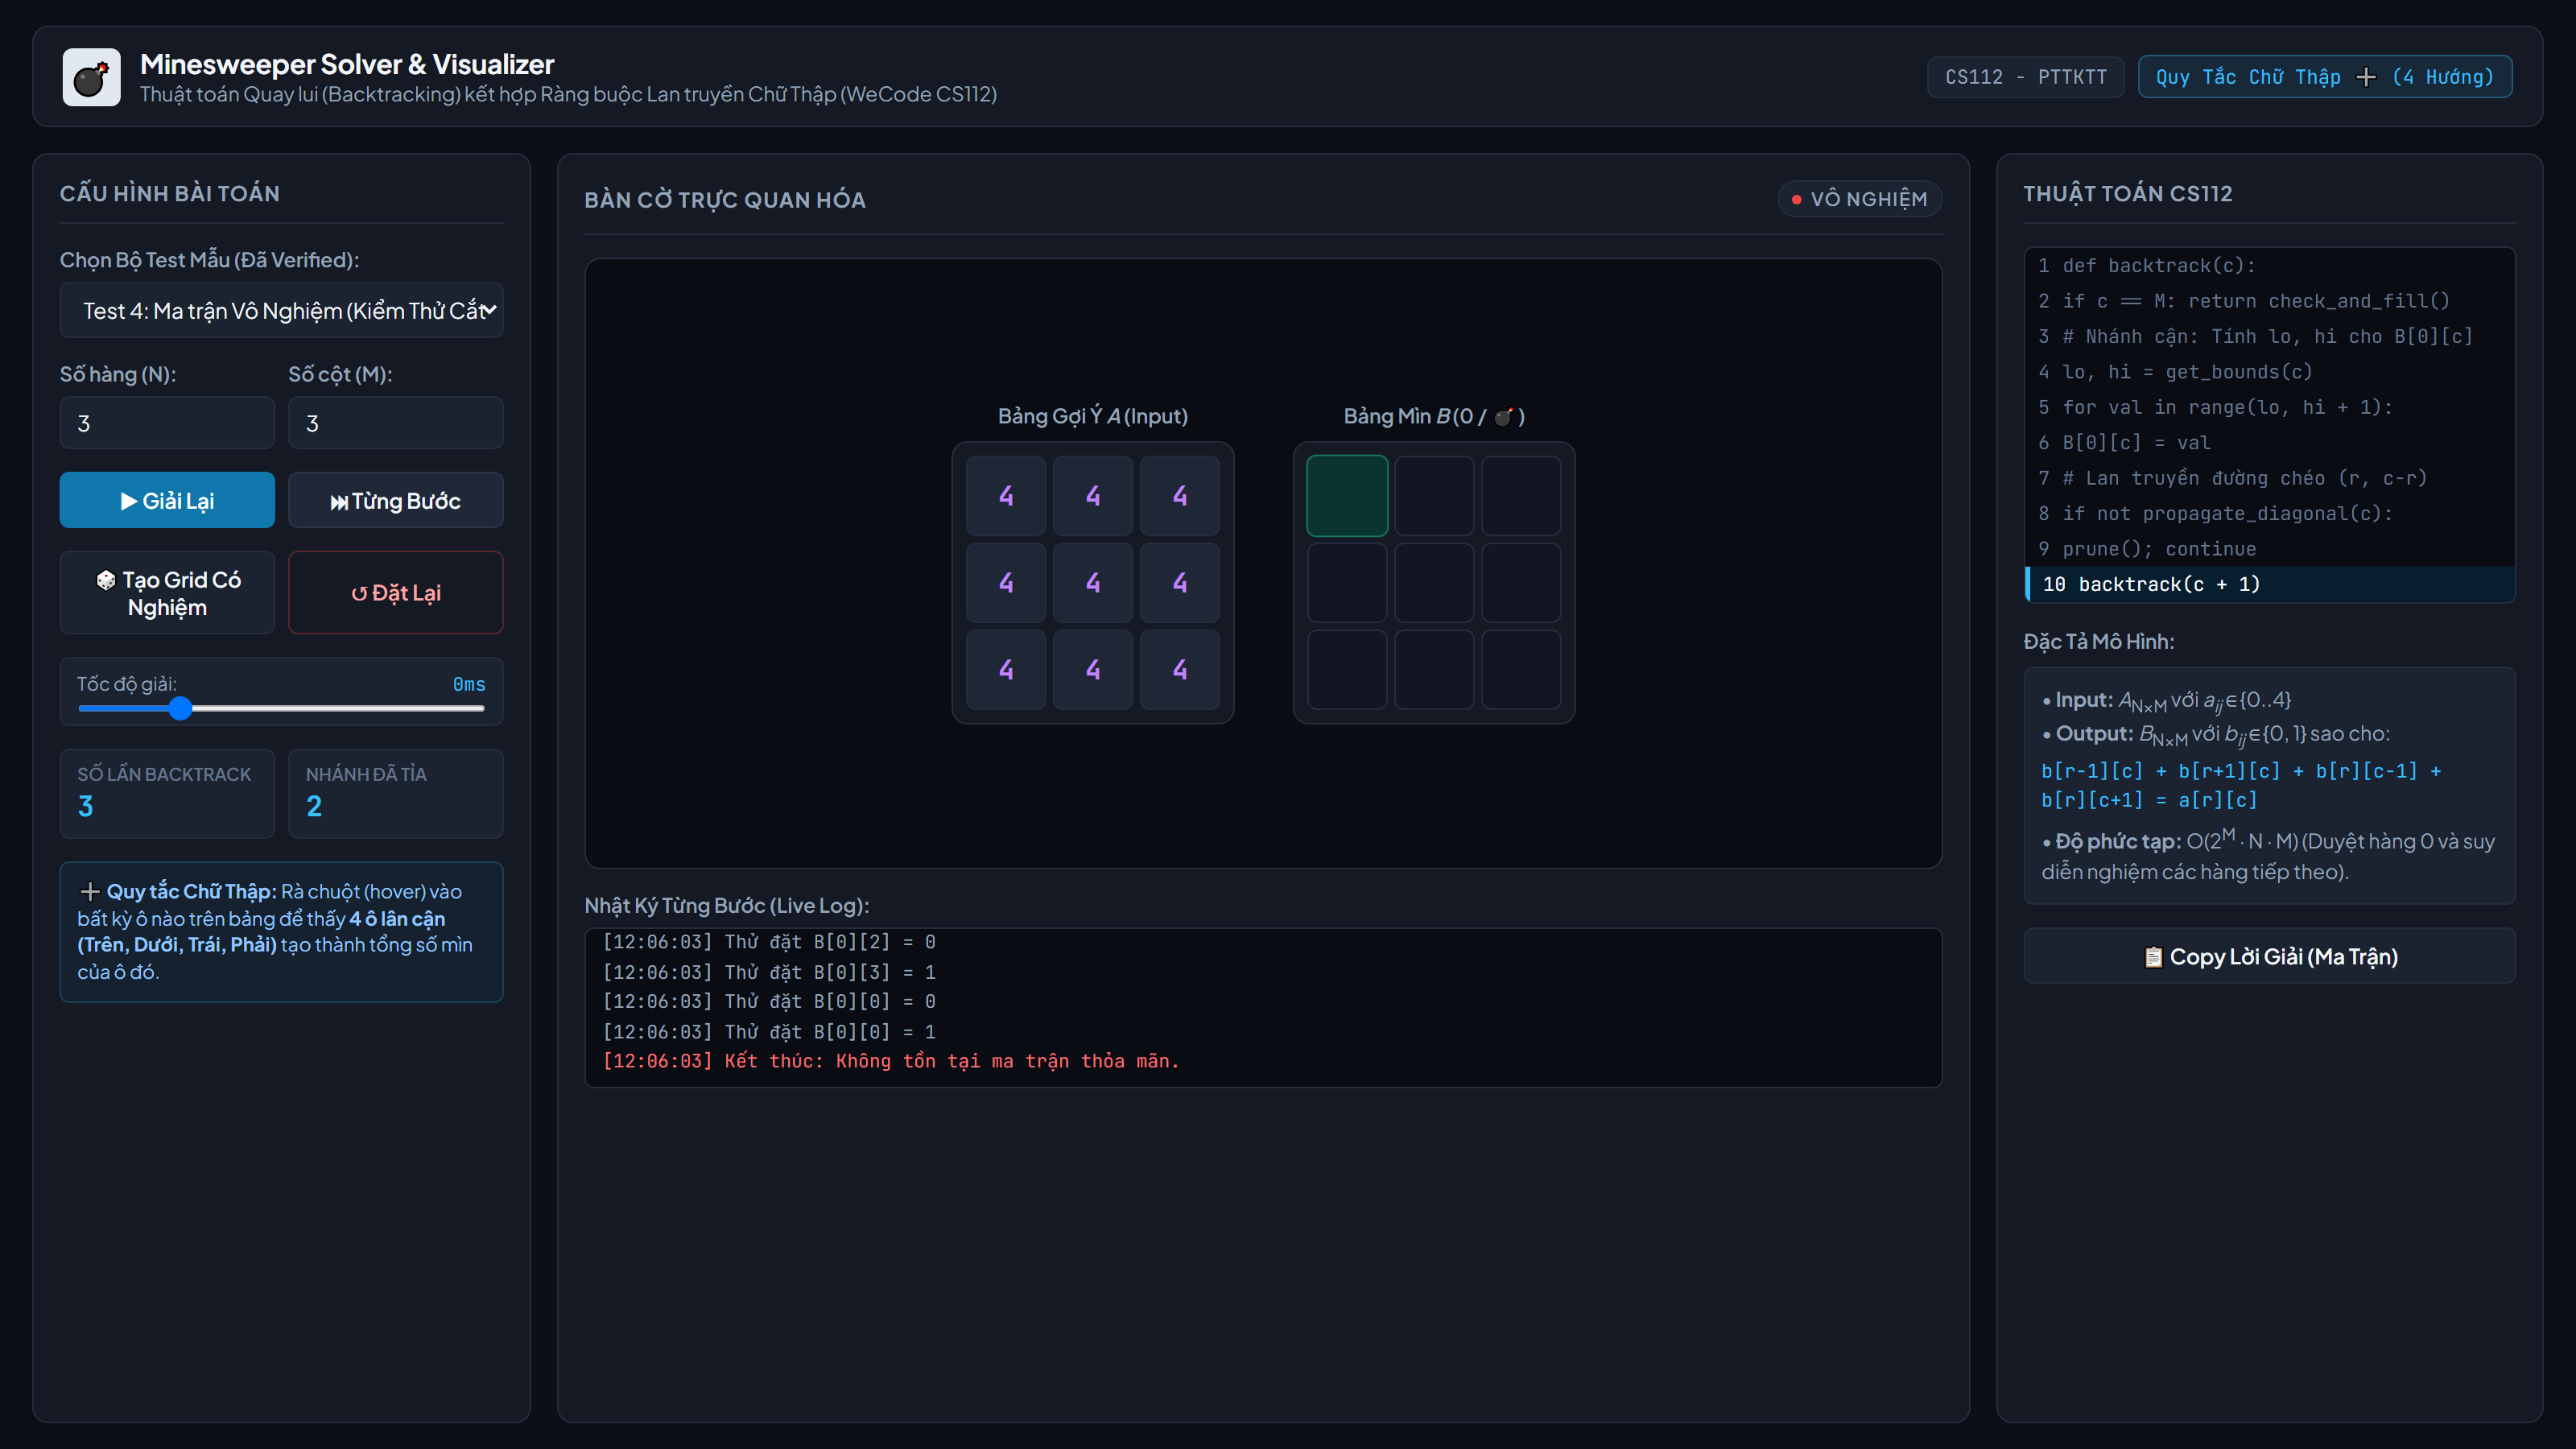 Minesweeper Solver & Visualizer
Thuật toán Quay lui (Backtracking) kết hợp Ràng buộc Lan truyền Chữ Thập (WeCode CS112)
CS112 - PTTKTT
Quy Tắc Chữ Thập ➕ (4 Hướng)
CẤU HÌNH BÀI TOÁN
Chọn Bộ Test Mẫu (Đã Verified):
Test 4: Ma trận Vô Nghiệm (Kiểm Thử Cắt
Số hàng (N):
Số cột (M):
3
3
▶ Giải Lại
⏭ Từng Bước
🎲 Tạo Grid Có
Nghiệm
↺ Đặt Lại
Tốc độ giải:
0ms
SỐ LẦN BACKTRACK
3
NHÁNH ĐÃ TỈA
2
➕ Quy tắc Chữ Thập: Rà chuột (hover) vào
bất kỳ ô nào trên bảng để thấy 4 ô lân cận
(Trên, Dưới, Trái, Phải) tạo thành tổng số mìn
của ô đó.
BÀN CỜ TRỰC QUAN HÓA
VÔ NGHIỆM
Bảng Gợi Ý A (Input)
4 4 4
4 4 4
4 4 4
Bảng Mìn B (0 / 💣 )
Nhật Ký Từng Bước (Live Log):
[12:06:03] Thử đặt B[0][2] = 0
[12:06:03] Thử đặt B[0][3] = 1
[12:06:03] Thử đặt B[0][0] = 0
[12:06:03] Thử đặt B[0][0] = 1
[12:06:03] Kết thúc: Không tồn tại ma trận thỏa mãn.
THUẬT TOÁN CS112
1 def backtrack(c):
2 if c == M: return check_and_fill()
3 # Nhánh cận: Tính lo, hi cho B[0][c]
4 lo, hi = get_bounds(c)
5 for val in range(lo, hi + 1):
6 B[0][c] = val
7 # Lan truyền đường chéo (r, c-r)
8 if not propagate_diagonal(c):
9 prune(); continue
10 backtrack(c + 1)
Đặc Tả Mô Hình:
• Input: A_N×M với a_ij∈{0..4}
• Output: B_N×M với b_ij∈{0, 1} sao cho:
b[r-1][c] + b[r+1][c] + b[r][c-1] +
b[r][c+1] = a[r][c]
• Độ phức tạp: O(2^M · N · M) (Duyệt hàng 0 và suy
diễn nghiệm các hàng tiếp theo).
📋 Copy Lời Giải (Ma Trận)